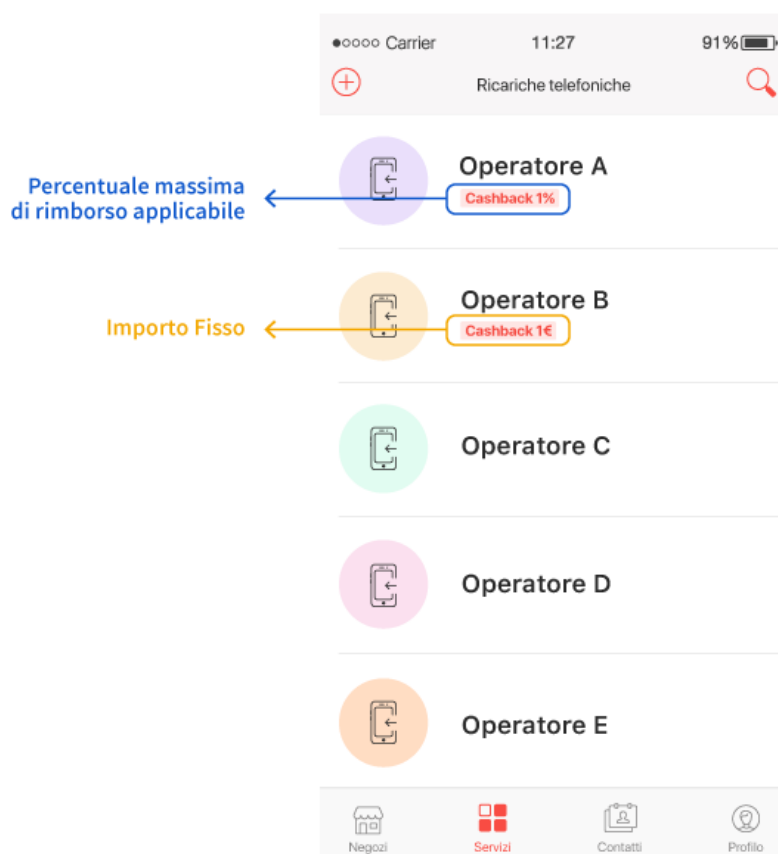 Carrier
11:27
91%
Ricariche telefoniche
Operatore A
Cashback 1%
Percentuale massima
di rimborso applicabile
Operatore B
Cashback 1€
Importo Fisso
Operatore C
Operatore D
Operatore E
Negozi
Servizi
Contatti
Profilo